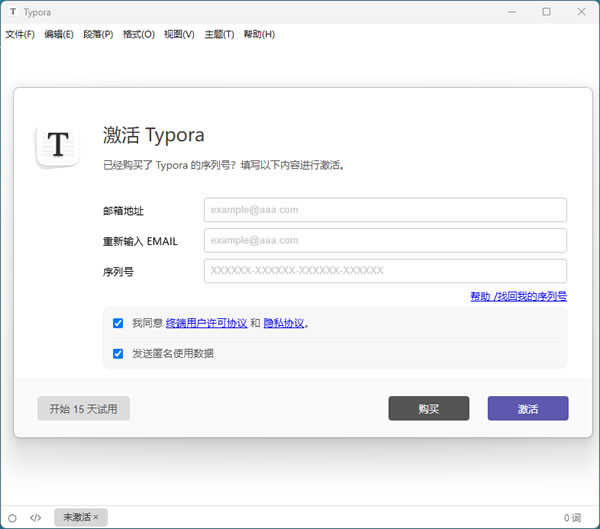 T Typora
文件(F) 编辑(E) 段落(P) 格式(O) 视图(V) 主题(T) 帮助(H)
T
激活 Typora
已经购买了 Typora 的序列号？填写以下内容进行激活。
邮箱地址 example@aaa.com
重新输入 EMAIL example@aaa.com
序列号 XXXXXX-XXXXXX-XXXXXX-XXXXXX
帮助 /找回我的序列号
我同意 终端用户许可协议 和 隐私协议。
发送匿名使用数据
开始 15 天试用 购买 激活
</> 未激活 × 0 词